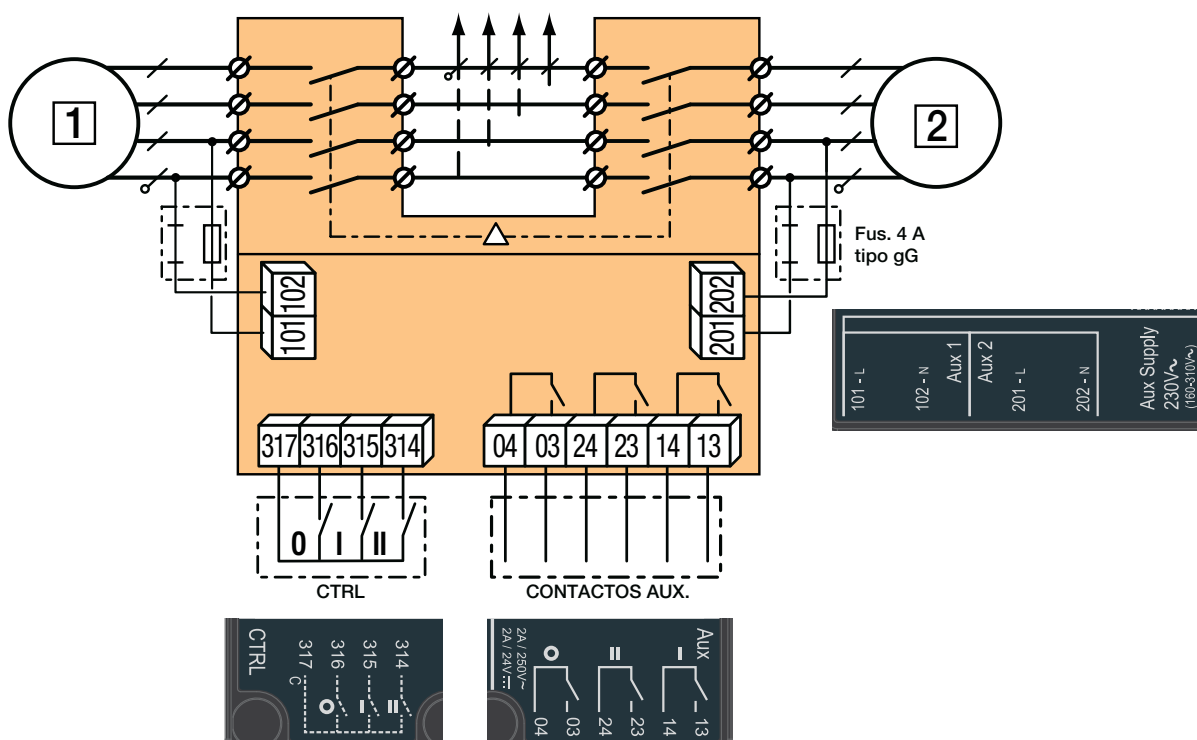 1
2
Fus. 4 A
tipo gG
102
101
202
201
101 - L
102 - N
Aux 1
Aux 2
201 - L
202 - N
Aux Supply
230V~
(160-310V~)
317 316 315 314
04 03 24 23 14 13
0 I II
CTRL
CONTACTOS AUX.
CTRL
317
316
315
314
C
O I II
2A / 250V~
2A / 24V
Aux
O II I
04
03
24
23
14
13